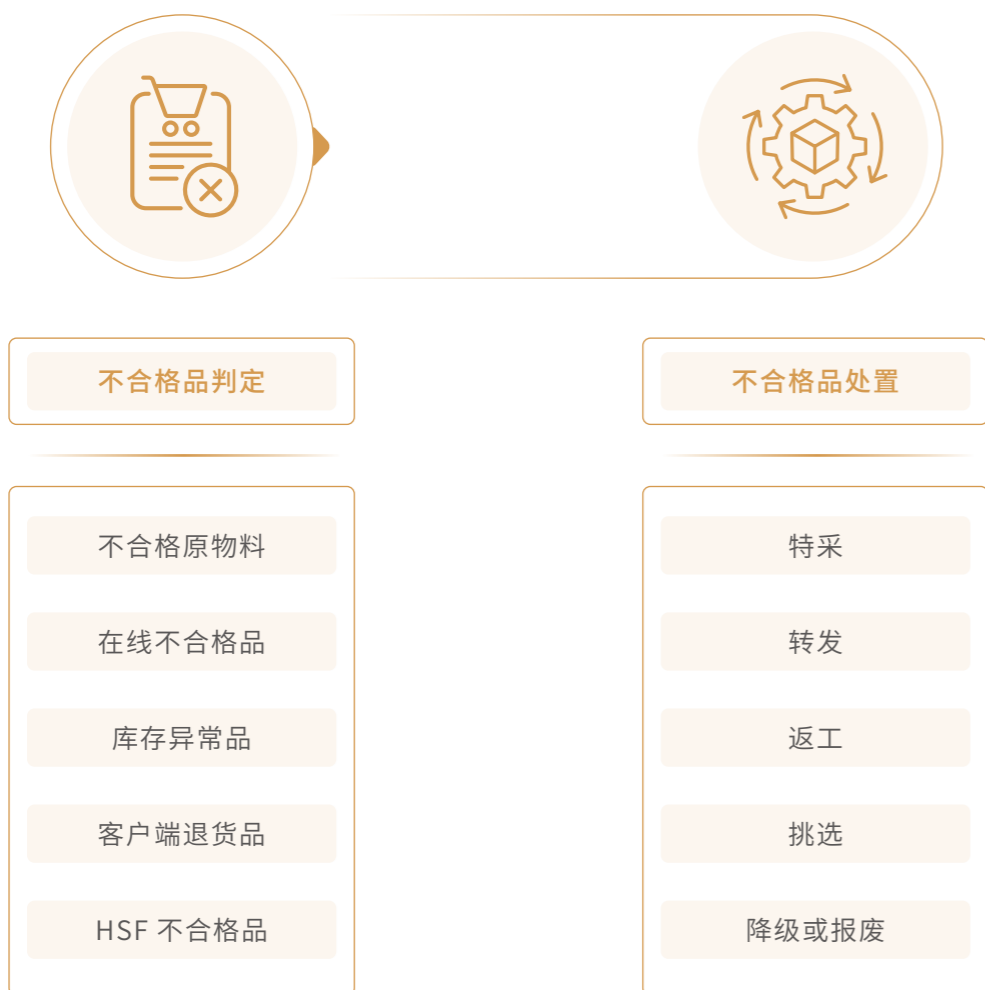 不合格品判定
不合格原物料
在线不合格品
库存异常品
客户端退货品
HSF 不合格品
不合格品处置
特采
转发
返工
挑选
降级或报废